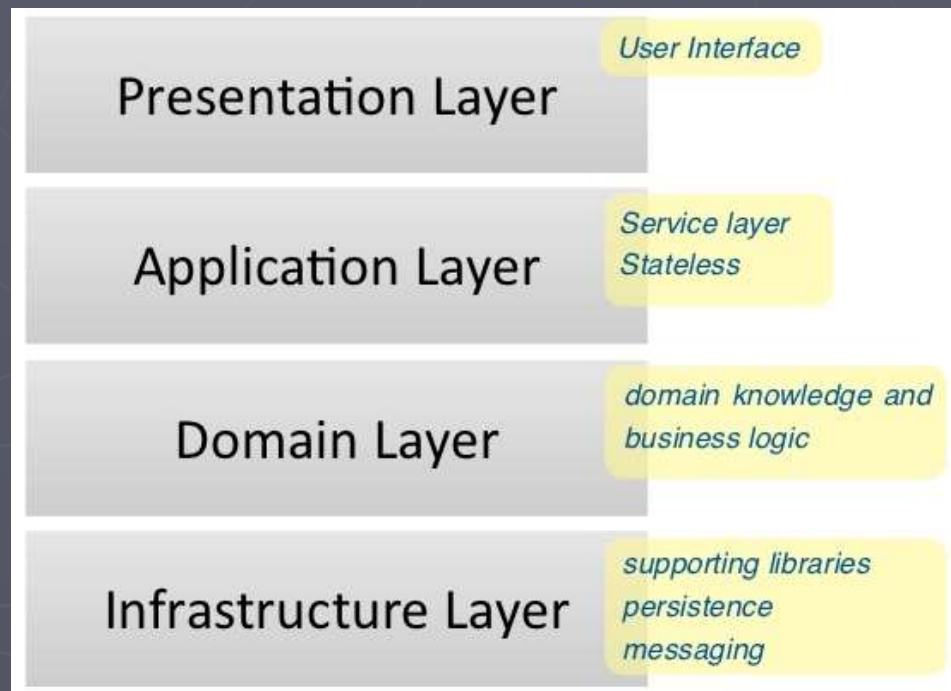 Presentation Layer
User Interface
Application Layer
Service layer
Stateless
Domain Layer
domain knowledge and
business logic
Infrastructure Layer
supporting libraries
persistence
messaging